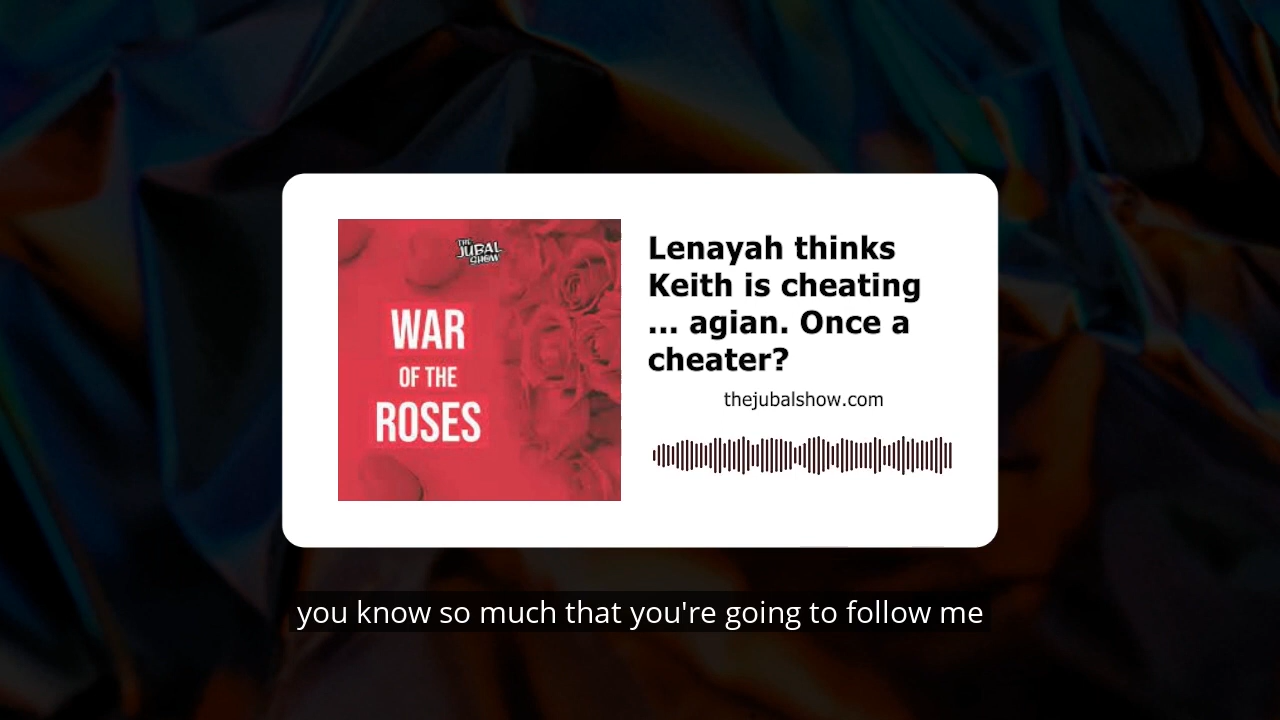 THE
JUBAL
SHOW
WAR
OF THE
ROSES
Lenayah thinks
Keith is cheating
... agian. Once a
cheater?
thejubalshow.com
you know so much that you're going to follow me